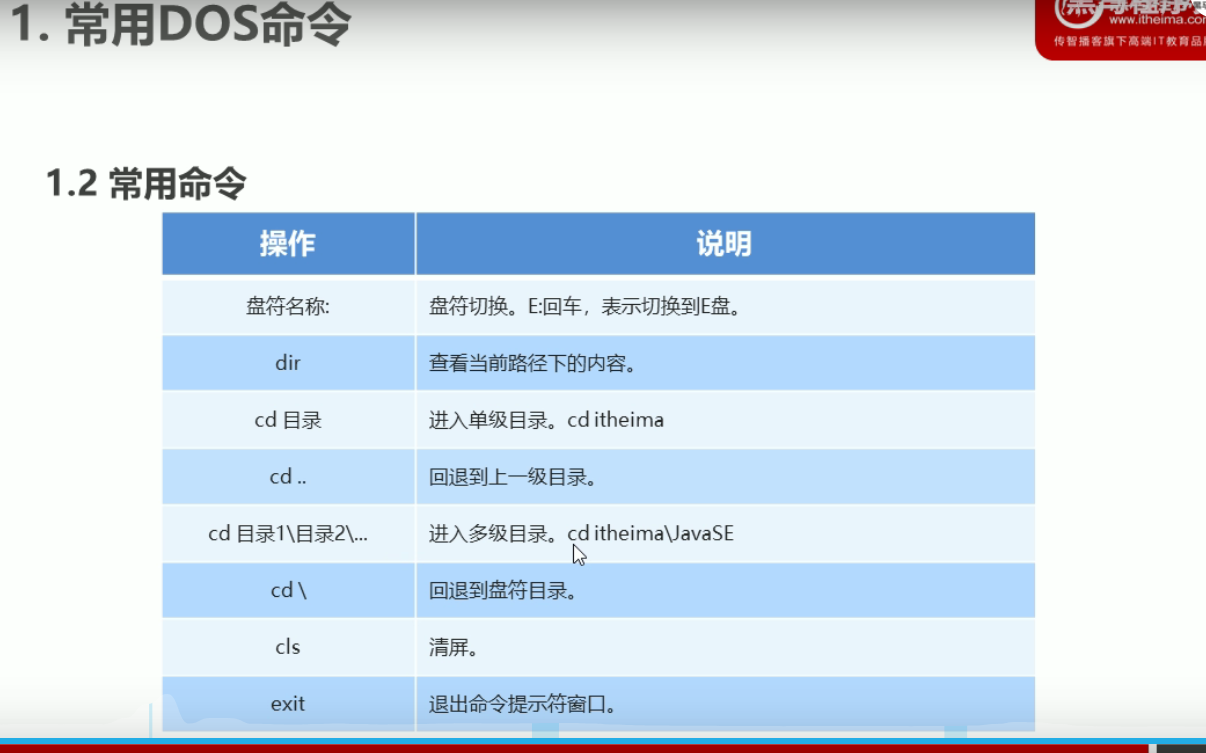 1. 常用DOS命令
www.itheima.com
传智播客旗下高端IT教育品
1.2 常用命令
操作 说明
盘符名称: 盘符切换。E:回车，表示切换到E盘。
dir 查看当前路径下的内容。
cd 目录 进入单级目录。cd itheima
cd .. 回退到上一级目录。
cd 目录1\目录2\... 进入多级目录。cd itheima\JavaSE
cd \ 回退到盘符目录。
cls 清屏。
exit 退出命令提示符窗口。